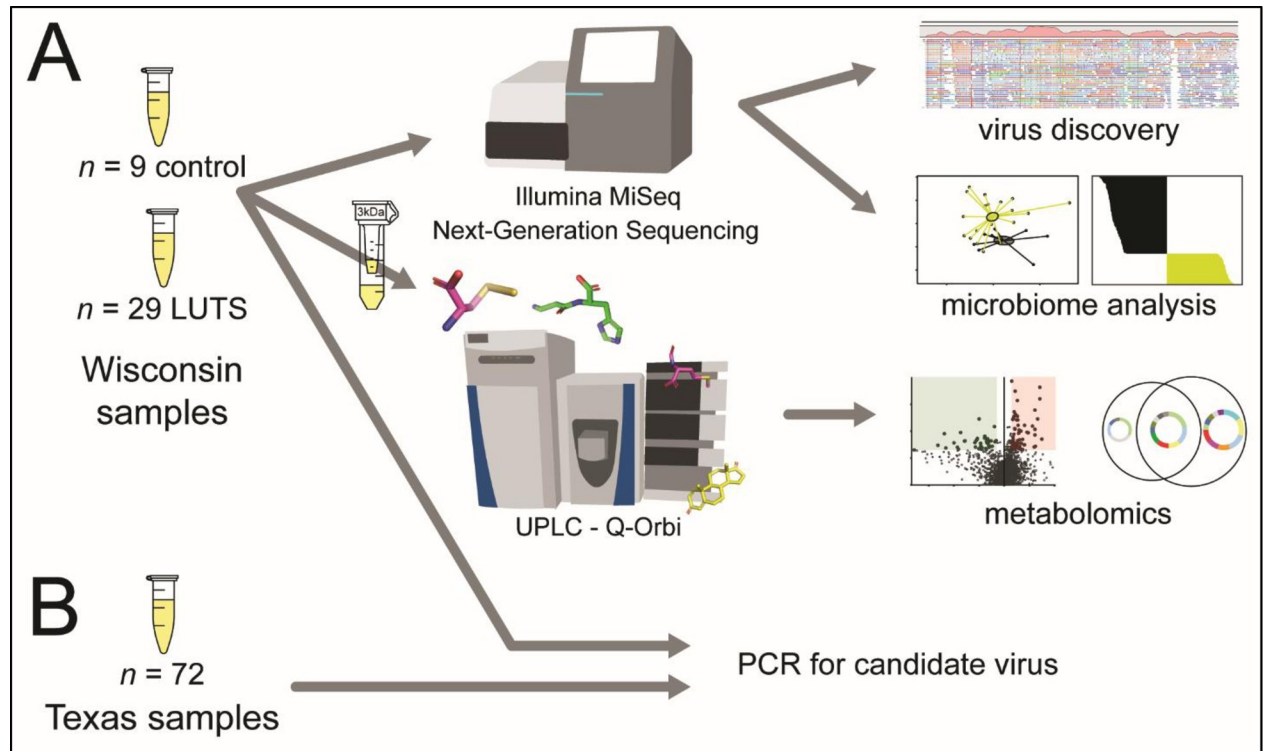 A
n = 9 control
n = 29 LUTS
Wisconsin
samples
3kDa
Illumina MiSeq
Next-Generation Sequencing
UPLC - Q-Orbi
virus discovery
microbiome analysis
metabolomics
B
n = 72
Texas samples
PCR for candidate virus